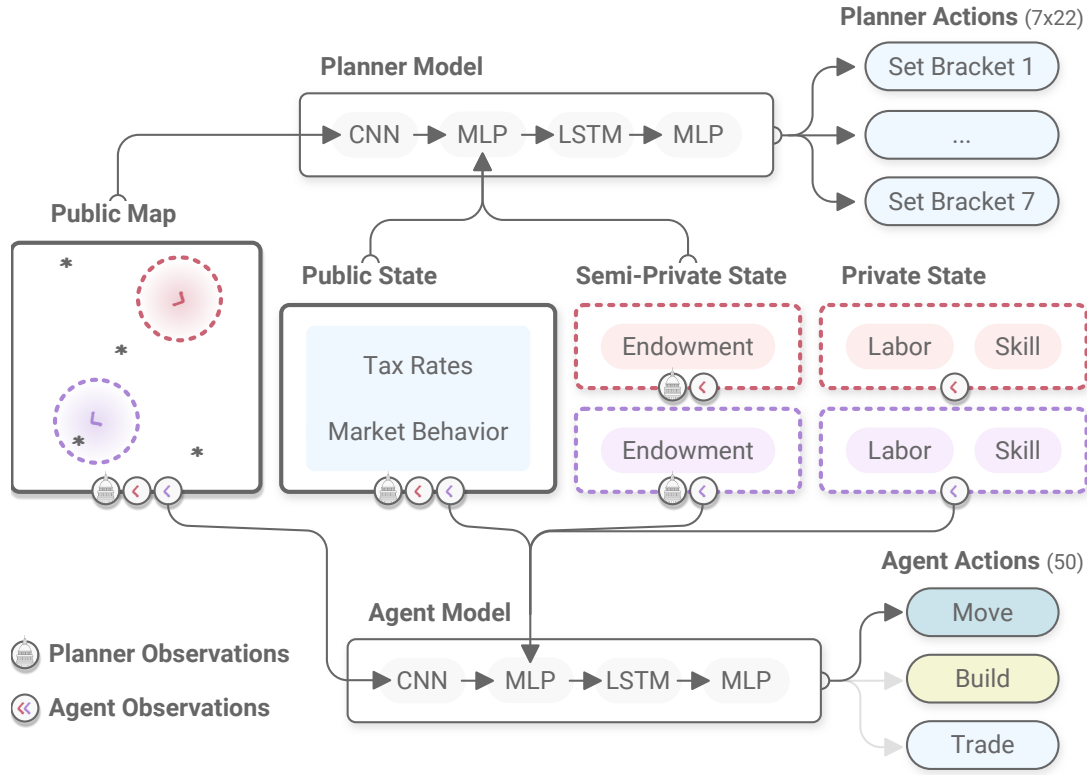 Planner Actions (7x22)
Planner Model
Set Bracket 1
CNN
MLP
LSTM
MLP
...
Set Bracket 7
Public Map
Public State
Semi-Private State
Private State
*
*
*
*
Tax Rates
Market Behavior
Endowment
Labor
Skill
Endowment
Labor
Skill
Agent Actions (50)
Agent Model
Move
CNN
MLP
LSTM
MLP
Build
Trade
Planner Observations
Agent Observations